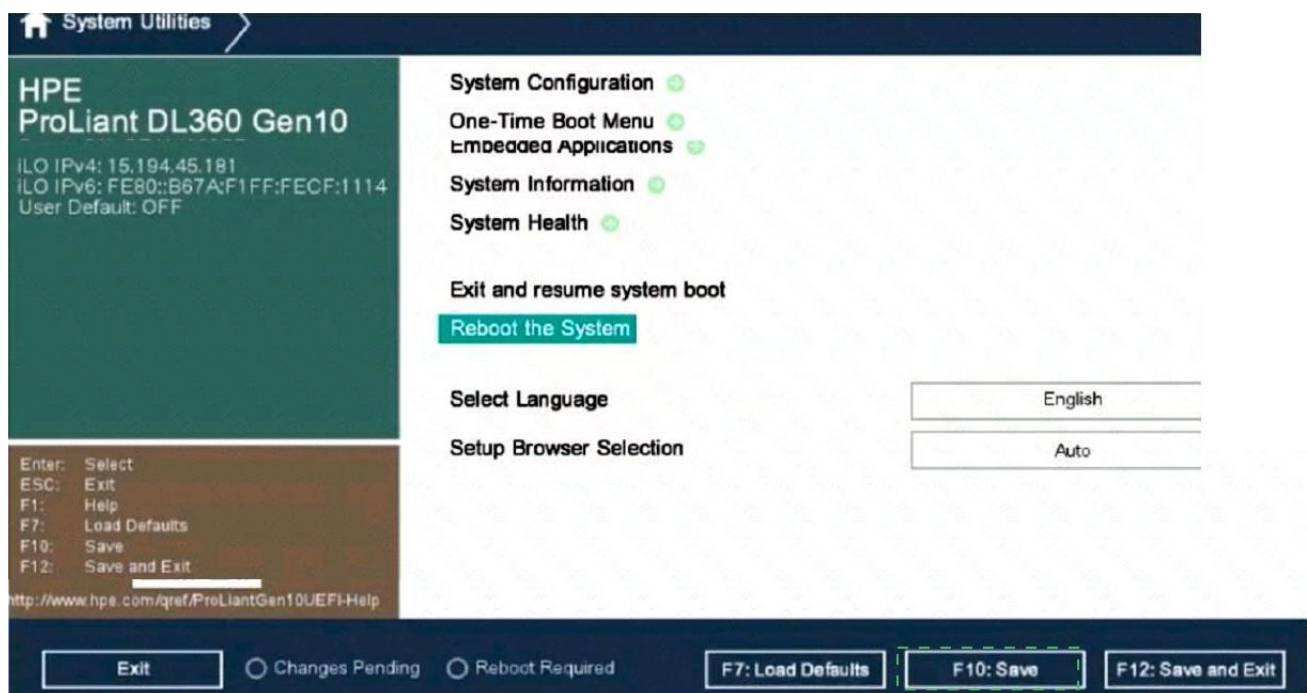 System Utilities
HPE
ProLiant DL360 Gen10
iLO IPv4: 15.194.45.181
iLO IPv6: FE80::B67A:F1FF:FECF:1114
User Default: OFF
System Configuration
One-Time Boot Menu
Embedded Applications
System Information
System Health
Exit and resume system boot
Reboot the System
Select Language English
Setup Browser Selection Auto
Enter: Select
ESC: Exit
F1: Help
F7: Load Defaults
F10: Save
F12: Save and Exit
http://www.hpe.com/qref/ProLiantGen10UEFI-Help
Exit Changes Pending Reboot Required F7: Load Defaults F10: Save F12: Save and Exit